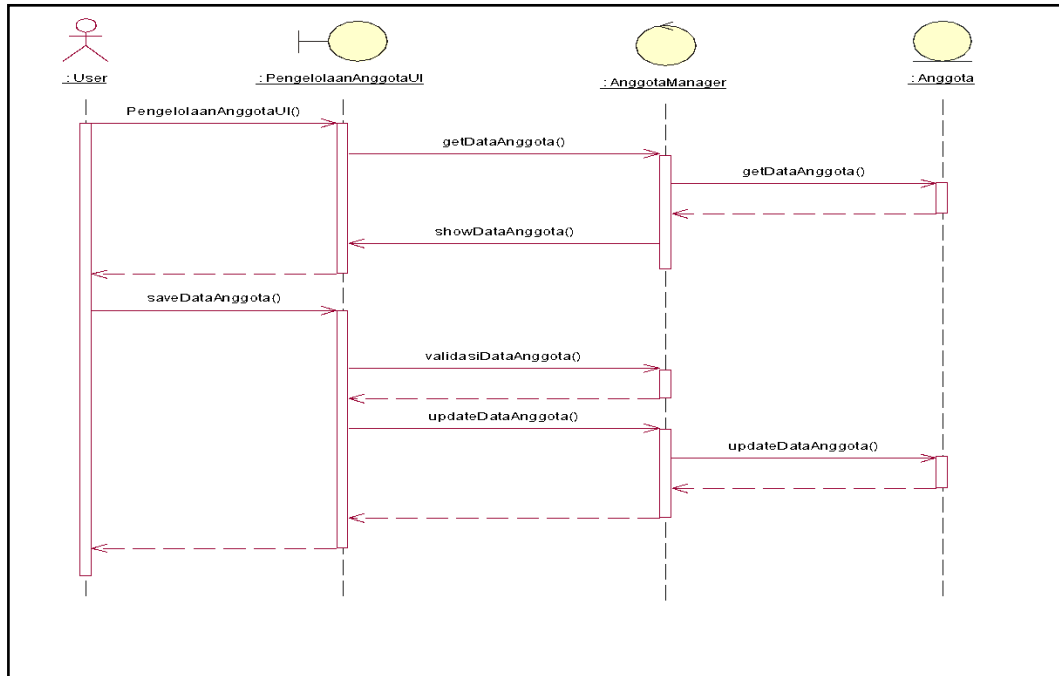 : User
: PengelolaanAnggotaUI
: AnggotaManager
: Anggota
PengelolaanAnggotaUI()
getDataAnggota()
getDataAnggota()
showDataAnggota()
saveDataAnggota()
validasiDataAnggota()
updateDataAnggota()
updateDataAnggota()